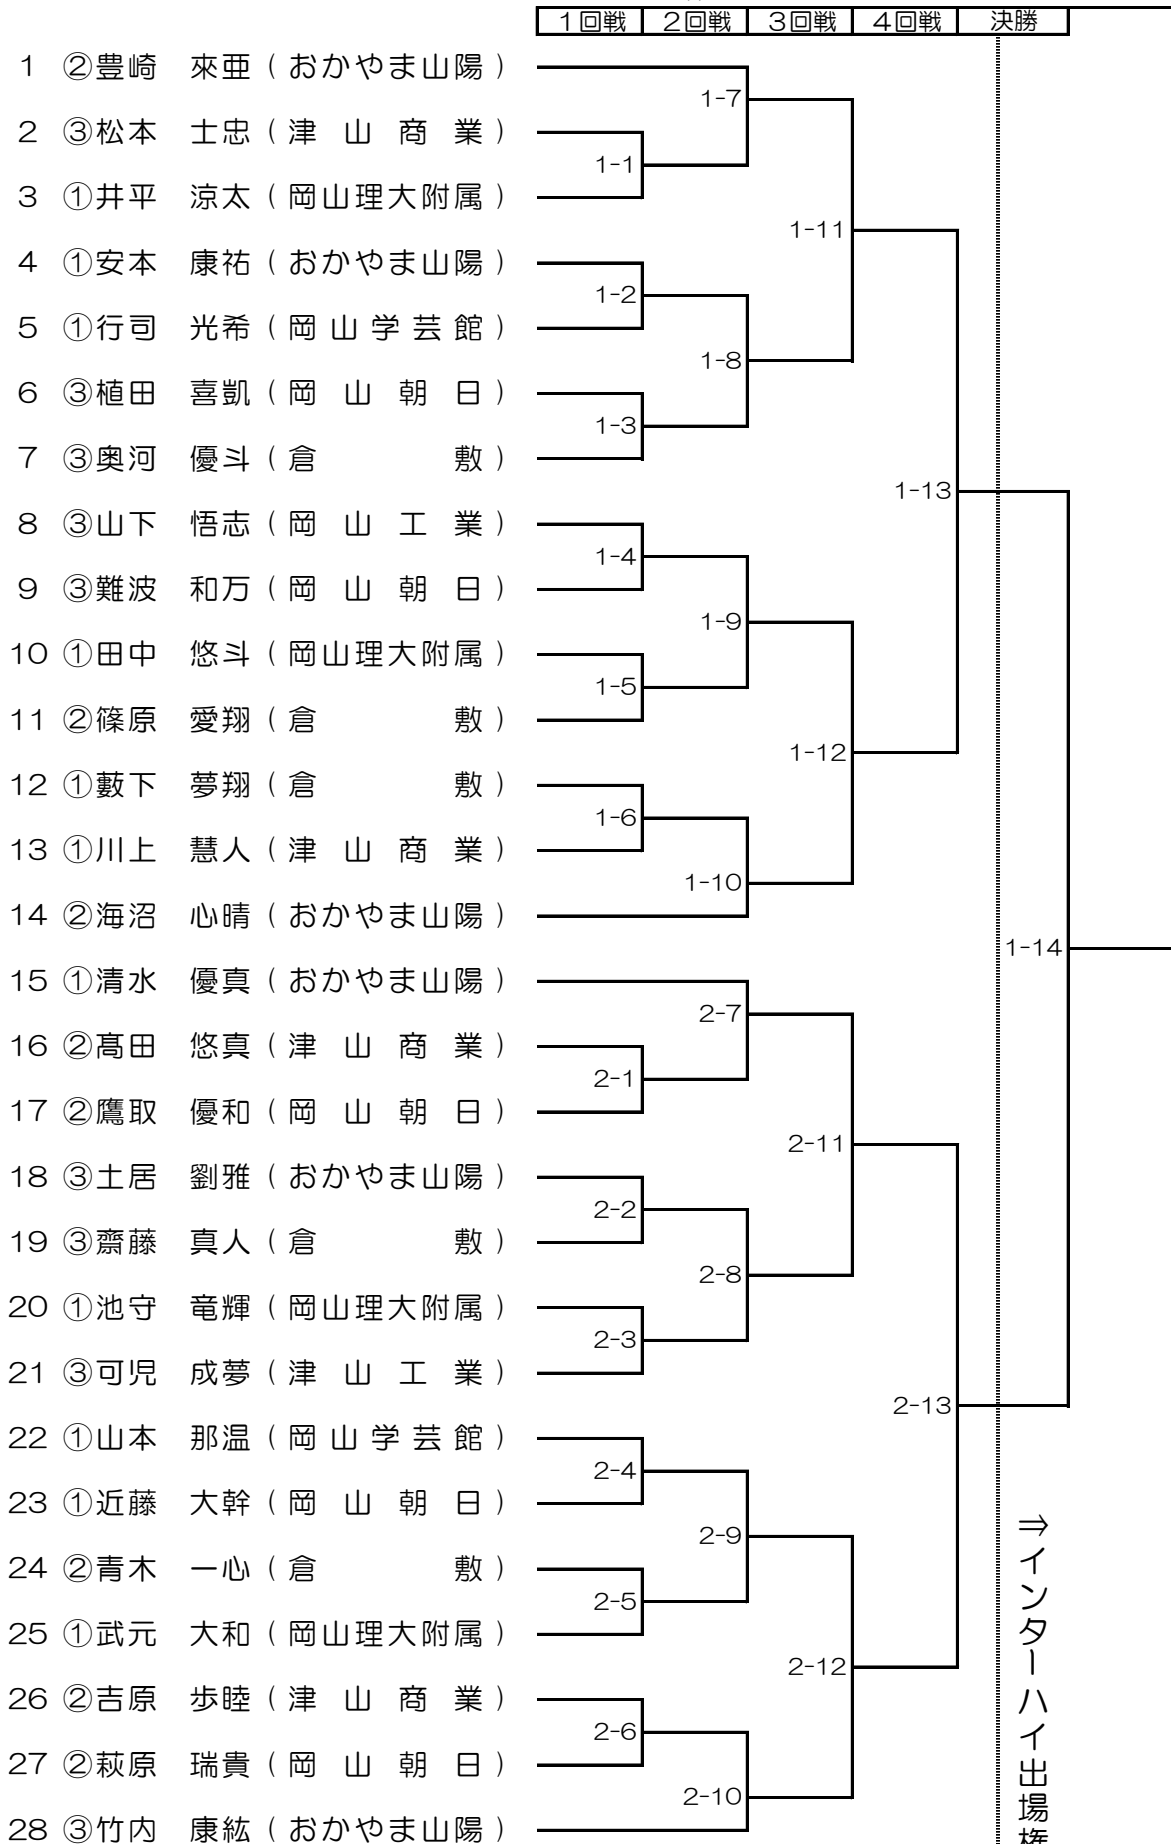 1回戦 2回戦 3回戦 4回戦 決勝
1 ②豊崎 來亜（おかやま山陽）
1-7
2 ③松本 士忠（津山商業）
1-1
3 ①井平 涼太（岡山理大附属）
1-11
4 ①安本 康祐（おかやま山陽）
1-2
5 ①行司 光希（岡山学芸館）
1-8
6 ③植田 喜凱（岡山朝日）
1-3
7 ③奥河 優斗（倉敷）
1-13
8 ③山下 悟志（岡山工業）
1-4
9 ③難波 和万（岡山朝日）
1-9
10 ①田中 悠斗（岡山理大附属）
1-5
11 ②篠原 愛翔（倉敷）
1-12
12 ①藪下 夢翔（倉敷）
1-6
13 ①川上 慧人（津山商業）
1-10
14 ②海沼 心晴（おかやま山陽）
1-14
15 ①清水 優真（おかやま山陽）
2-7
16 ②髙田 悠真（津山商業）
2-1
17 ②鷹取 優和（岡山朝日）
2-11
18 ③土居 劉雅（おかやま山陽）
2-2
19 ③齋藤 真人（倉敷）
2-8
20 ①池守 竜輝（岡山理大附属）
2-3
21 ③可児 成夢（津山工業）
2-13
22 ①山本 那温（岡山学芸館）
2-4
23 ①近藤 大幹（岡山朝日）
2-9
24 ②青木 一心（倉敷）
2-5
25 ①武元 大和（岡山理大附属）
2-12
26 ②吉原 歩睦（津山商業）
2-6
27 ②萩原 瑞貴（岡山朝日）
2-10
28 ③竹内 康紘（おかやま山陽）
⇒インターハイ出場権